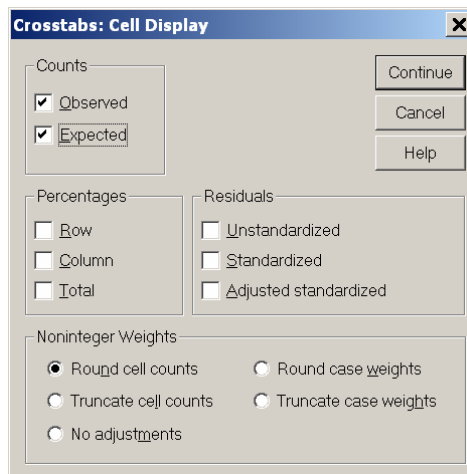 Crosstabs: Cell Display
Counts
Observed
Expected
Continue
Cancel
Help
Percentages
Row
Column
Total
Residuals
Unstandardized
Standardized
Adjusted standardized
Noninteger Weights
Round cell counts
Round case weights
Truncate cell counts
Truncate case weights
No adjustments